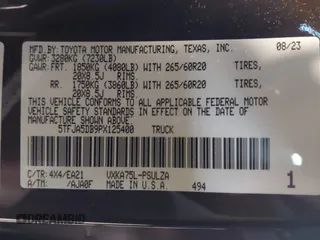 MFD. BY: TOYOTA MOTOR MANUFACTURING, TEXAS, INC. 08/23
GVWR: 3280KG (7230LB)
GAWR: FRT. 1850KG (4080LB) WITH 265/60R20 TIRES,
20X8.5J RIMS.
RR. 1750KG (3860LB) WITH 265/60R20 TIRES,
20X8.5J RIMS.
THIS VEHICLE CONFORMS TO ALL APPLICABLE FEDERAL MOTOR
VEHICLE SAFETY STANDARDS IN EFFECT ON THE DATE OF
MANUFACTURE SHOWN ABOVE.
5TFJA5DB9PX125400 TRUCK
C/TR: 4X4/EA21 VXKA75L-PSULZA
A/TM: /AJA0F MADE IN U.S.A. 494
1
DREAMBID.COM